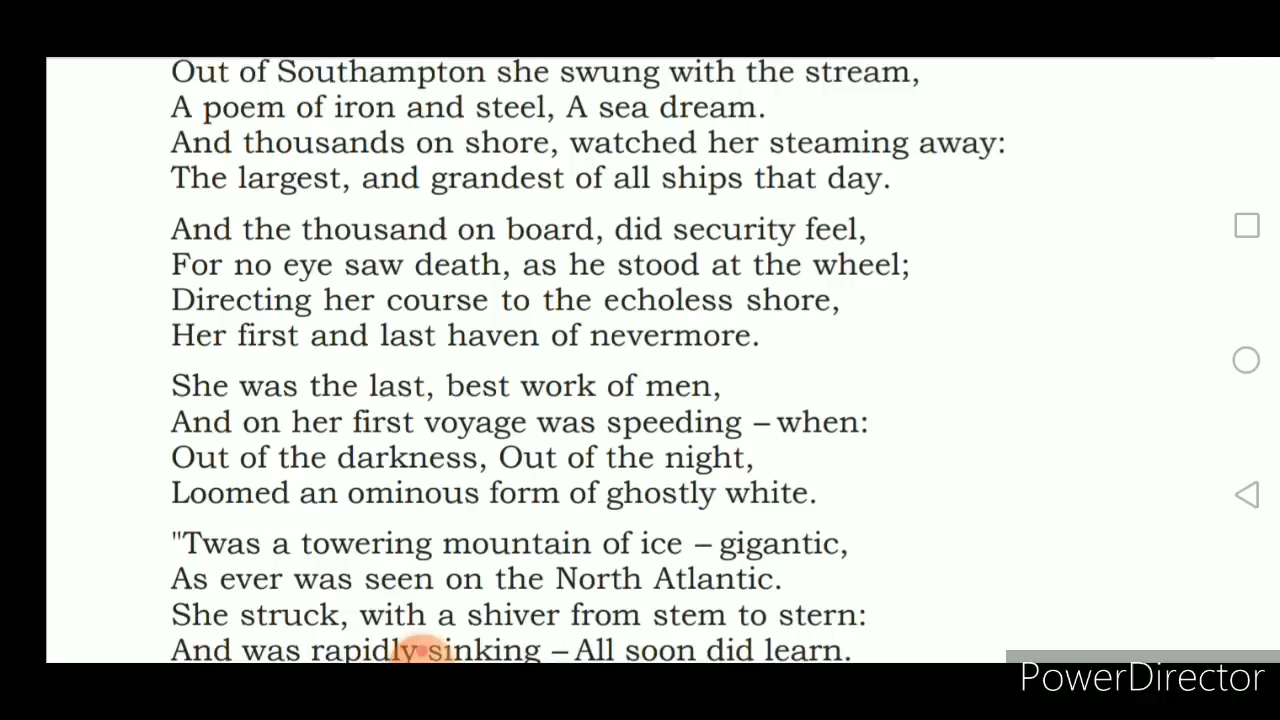 Out of Southampton she swung with the stream,
A poem of iron and steel, A sea dream.
And thousands on shore, watched her steaming away:
The largest, and grandest of all ships that day.
And the thousand on board, did security feel,
For no eye saw death, as he stood at the wheel;
Directing her course to the echoless shore,
Her first and last haven of nevermore.
She was the last, best work of men,
And on her first voyage was speeding – when:
Out of the darkness, Out of the night,
Loomed an ominous form of ghostly white.
"Twas a towering mountain of ice – gigantic,
As ever was seen on the North Atlantic.
She struck, with a shiver from stem to stern:
And was rapidly sinking – All soon did learn.
PowerDirector